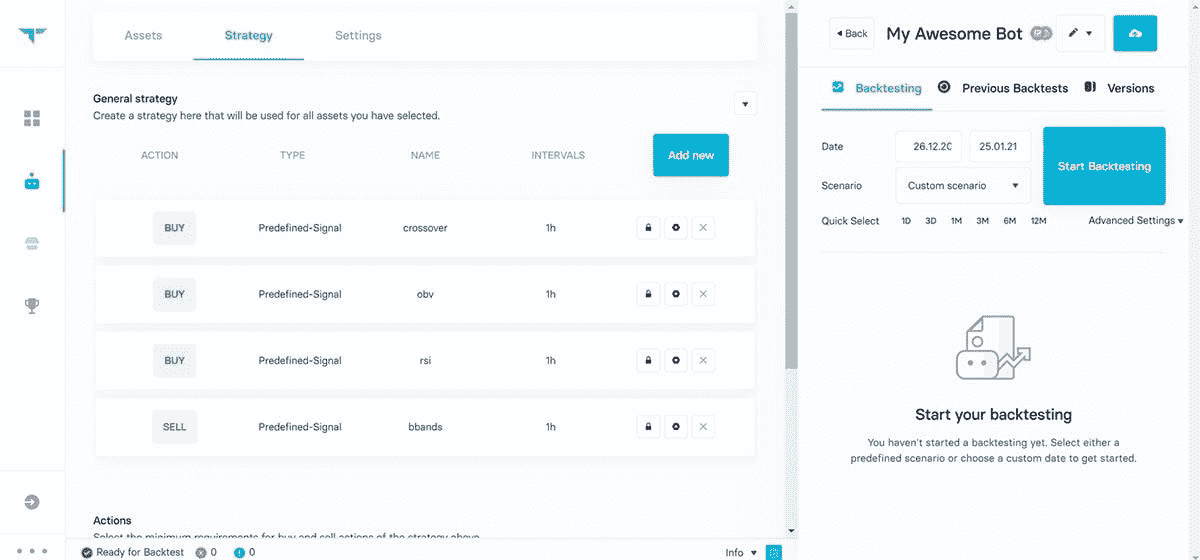 Assets Strategy Settings
General strategy
Create a strategy here that will be used for all assets you have selected.
ACTION TYPE NAME INTERVALS Add new
BUY Predefined-Signal crossover 1h
BUY Predefined-Signal obv 1h
BUY Predefined-Signal rsi 1h
SELL Predefined-Signal bbands 1h
Actions
Select the minimum requirements for buy and sell actions of the strategy above
Ready for Backtest 0 0 Info
Back My Awesome Bot
Backtesting Previous Backtests Versions
Date 26.12.20 25.01.21 Start Backtesting
Scenario Custom scenario
Quick Select 1D 3D 1M 3M 6M 12M Advanced Settings
Start your backtesting
You haven't started a backtesting yet. Select either a
predefined scenario or choose a custom date to get started.